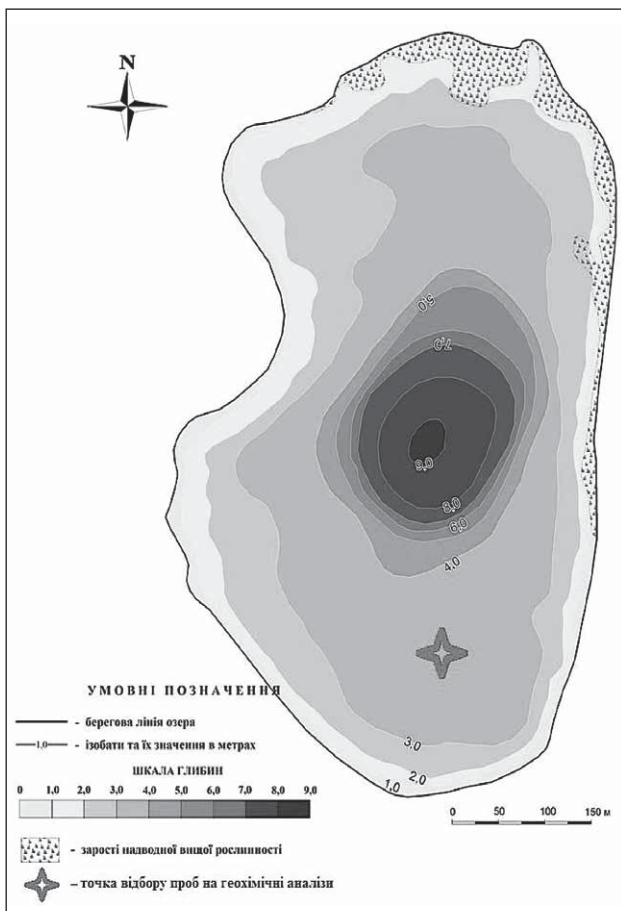 N
5,0
7,0
9,0
8,0
6,0
4,0
3,0
2,0
1,0
УМОВНІ ПОЗНАЧЕННЯ
- берегова лінія озера
1,0 - ізобати та їх значення в метрах
ШКАЛА ГЛИБИН
0 1,0 2,0 3,0 4,0 5,0 6,0 7,0 8,0 9,0
- зарості надводної вищої рослинності
– точка відбору проб на геохімічні аналізи
0 50 100 150 м